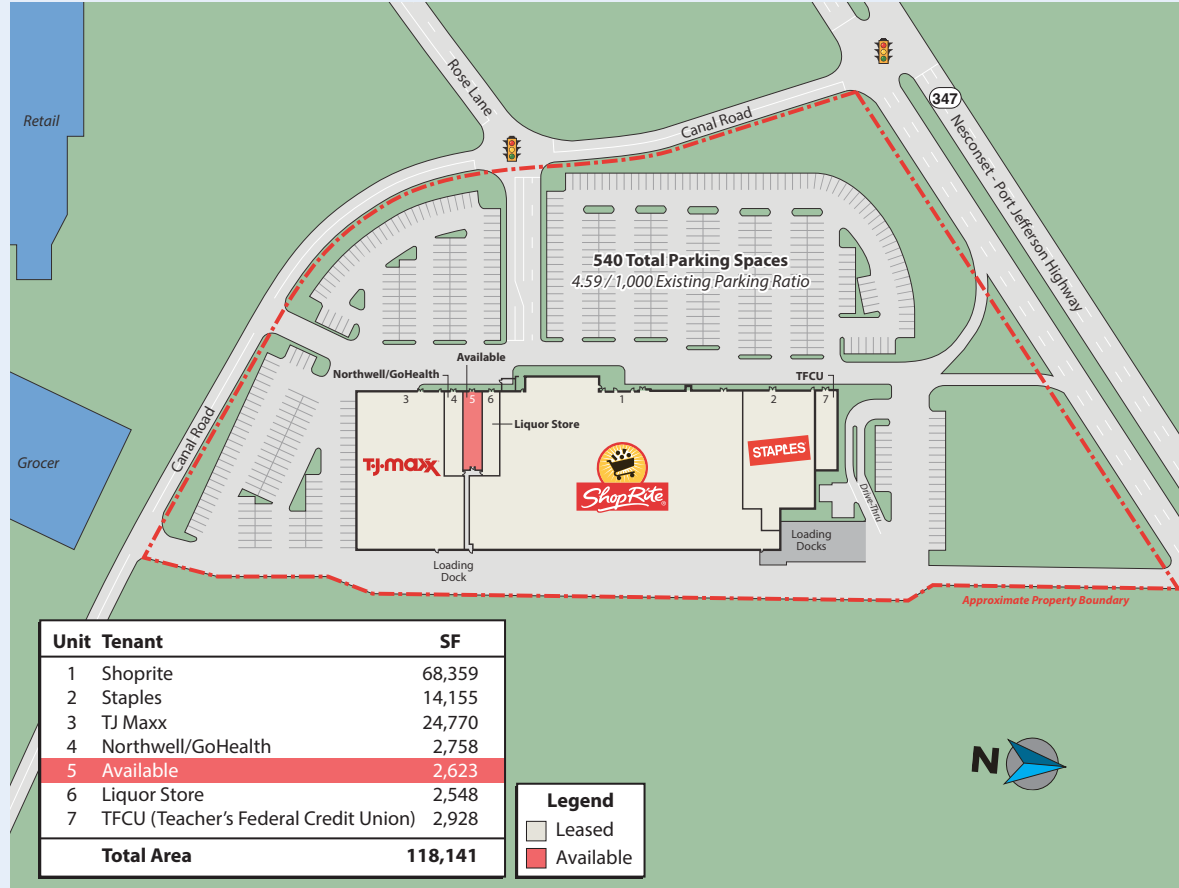 Rose Lane
347
Canal Road
Nesconset - Port Jefferson Highway
Retail
540 Total Parking Spaces
4.59 / 1,000 Existing Parking Ratio
Available
Northwell/GoHealth
TFCU
3
4
5
6
1
2
7
Liquor Store
Canal Road
Grocer
T·J·maxx
ShopRite®
STAPLES
Drive-Thru
Loading
Docks
Loading
Dock
Approximate Property Boundary
Unit Tenant SF
1 Shoprite 68,359
2 Staples 14,155
3 TJ Maxx 24,770
4 Northwell/GoHealth 2,758
5 Available 2,623
6 Liquor Store 2,548
7 TFCU (Teacher's Federal Credit Union) 2,928
Total Area 118,141
Legend
Leased
Available
N